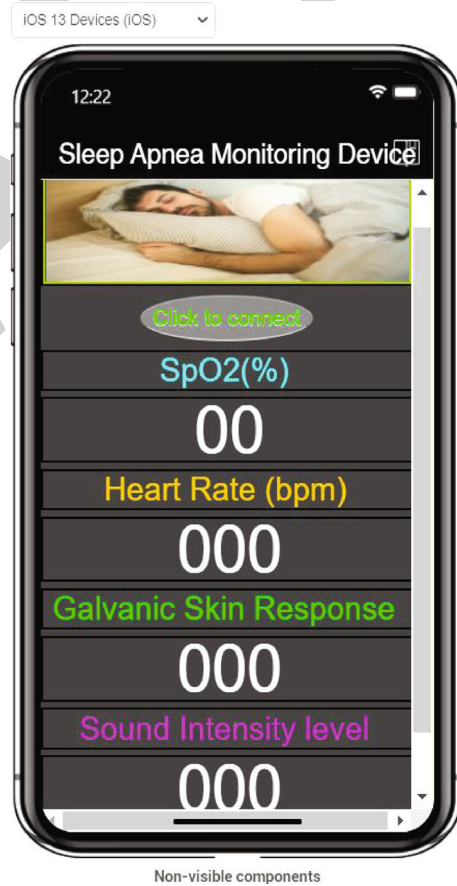 iOS 13 Devices (iOS)
12:22
Sleep Apnea Monitoring Device
Click to connect
SpO2(%)
00
Heart Rate (bpm)
000
Galvanic Skin Response
000
Sound Intensity level
000
Non-visible components